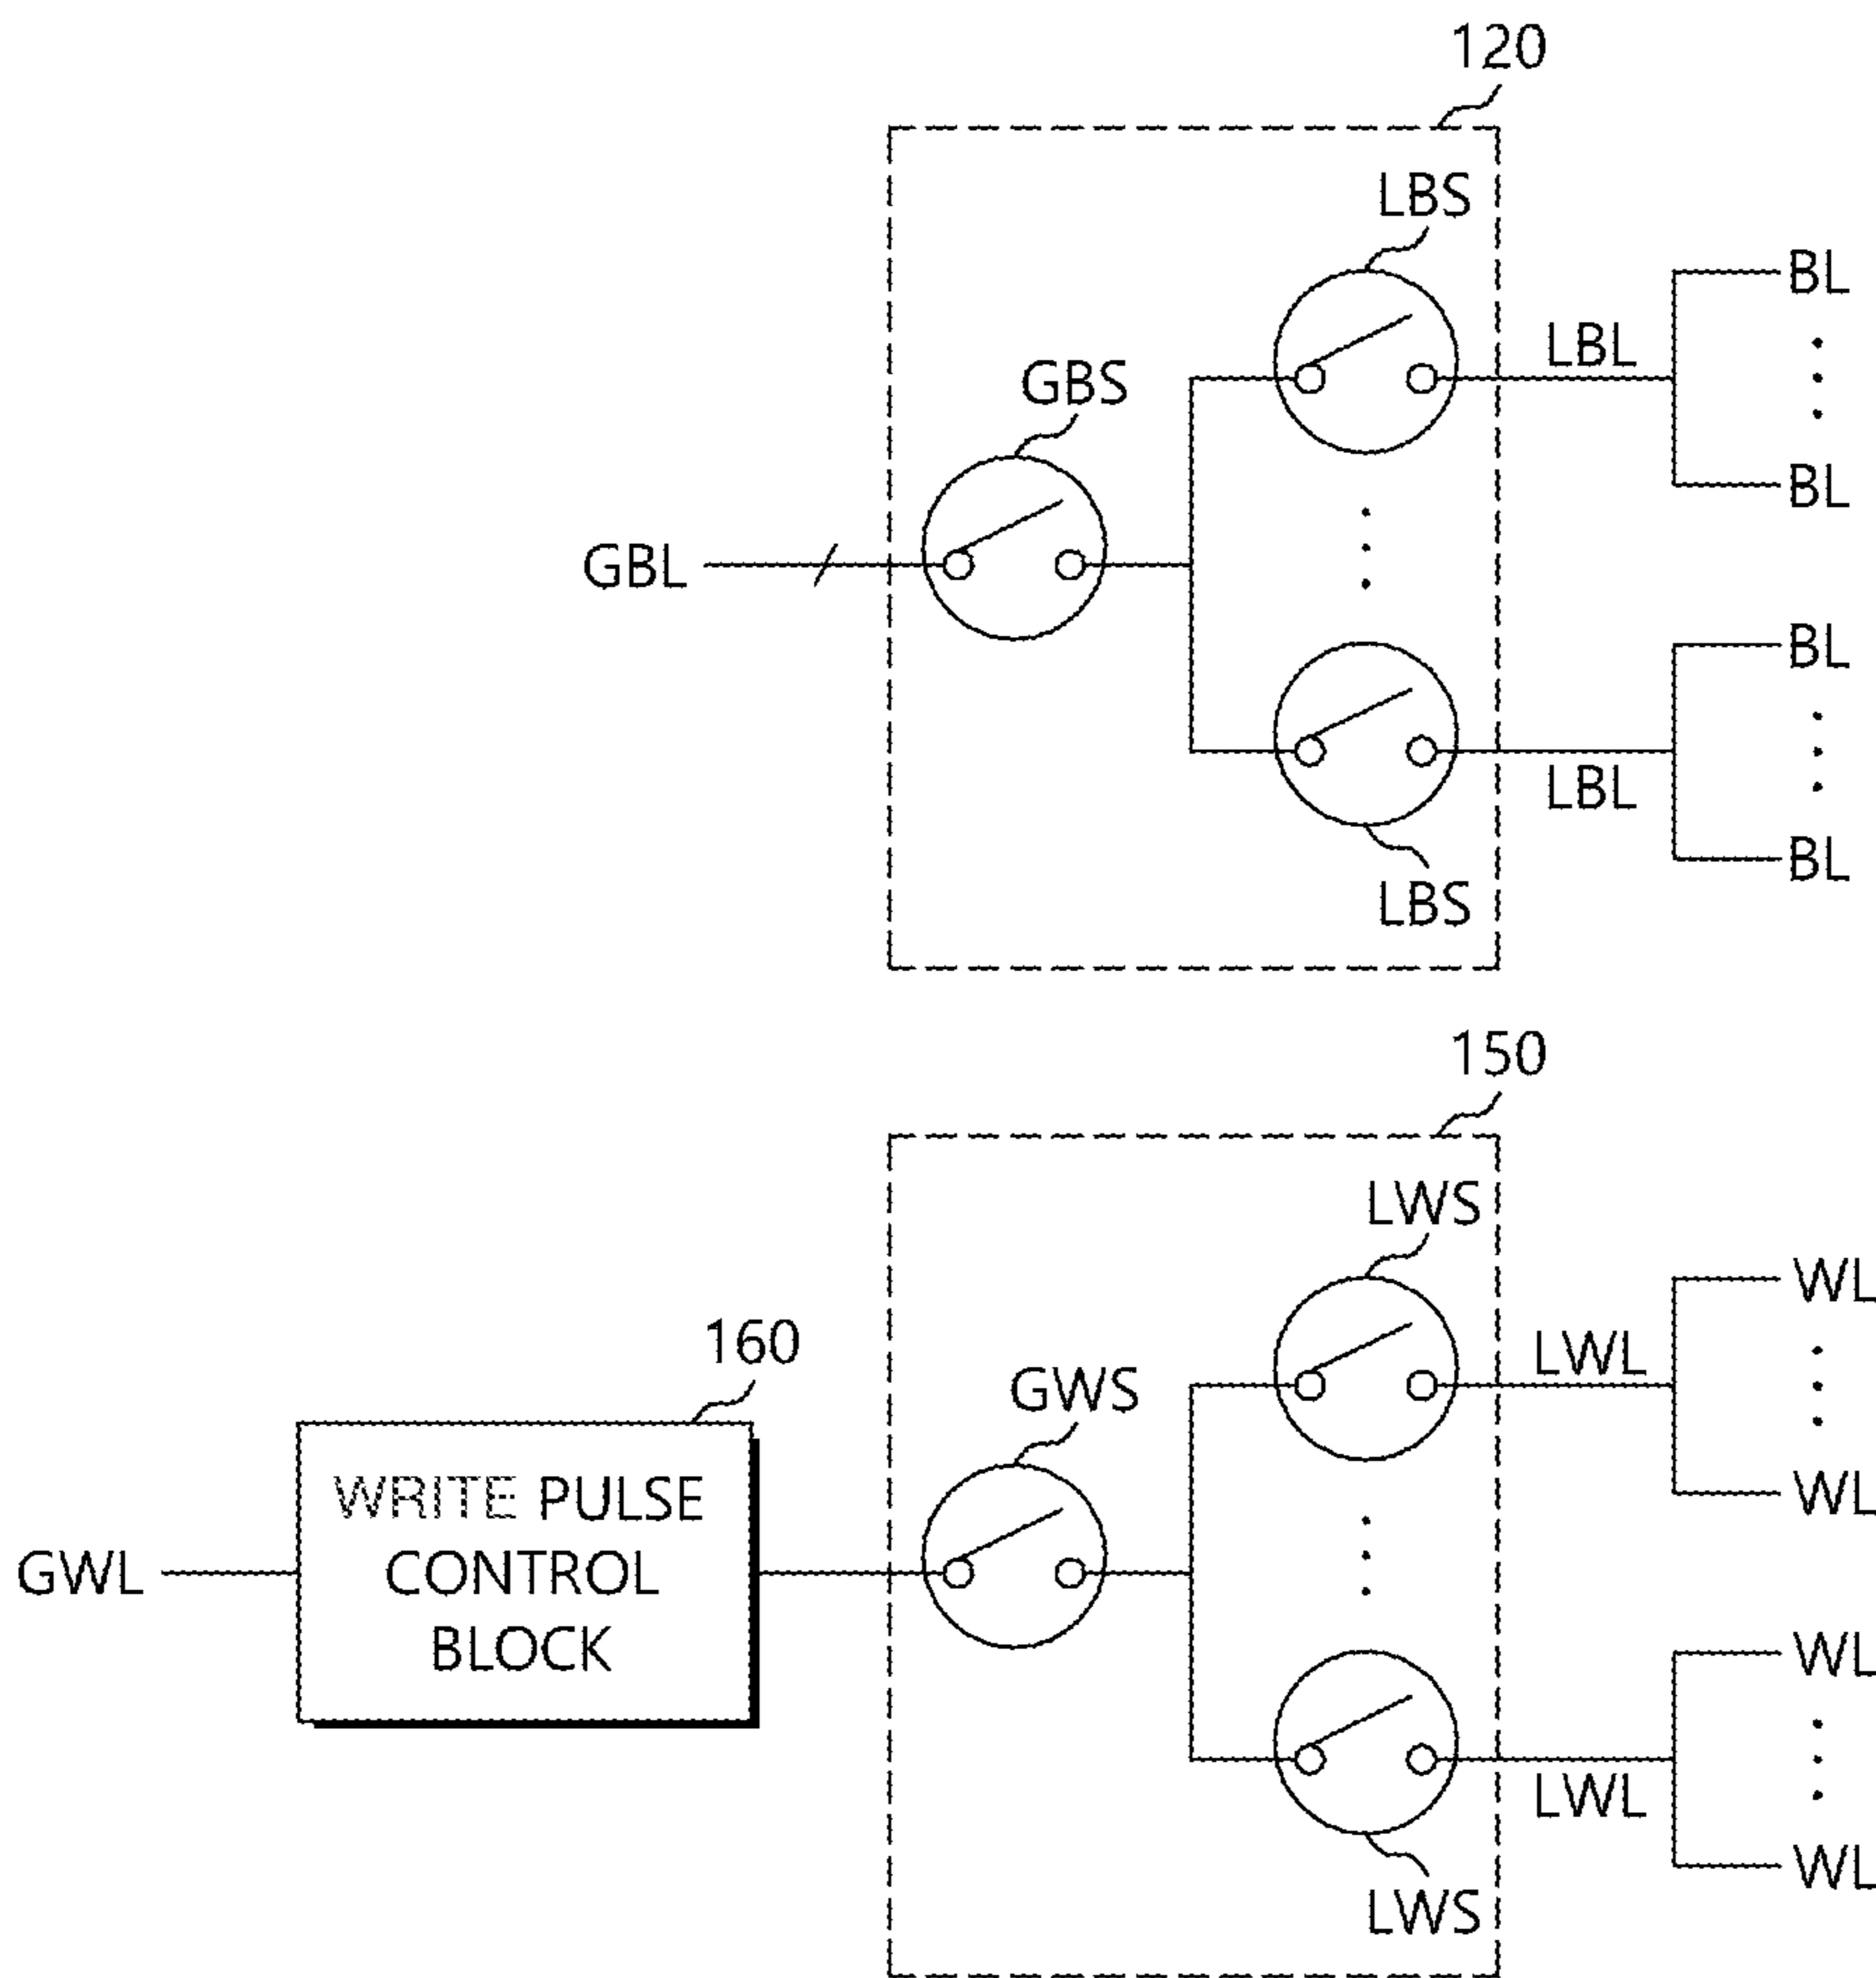 120
LBS
BL
LBL
GBS
BL
GBL
BL
LBL
BL
LBS
150
LWS
WL
160
LWL
GWS
WL
WRITE PULSE
CONTROL
BLOCK
GWL
WL
LWL
WL
LWS